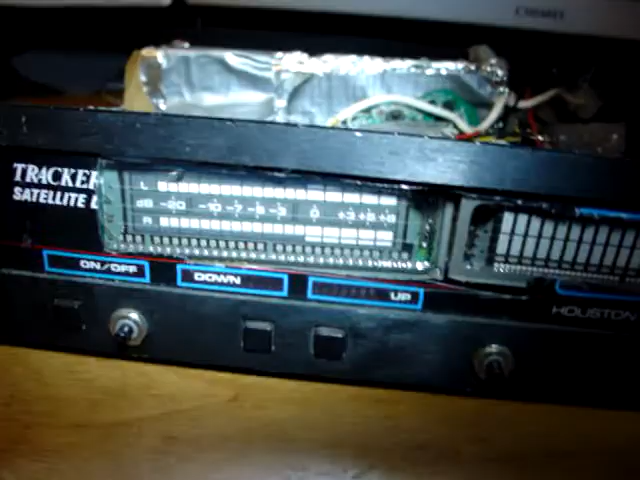 TRACKER
SATELLITE
L
dB -20 -10 -7 -5 -3 0 +3 +5 +8
R
ON/OFF
DOWN
UP
HOUSTON